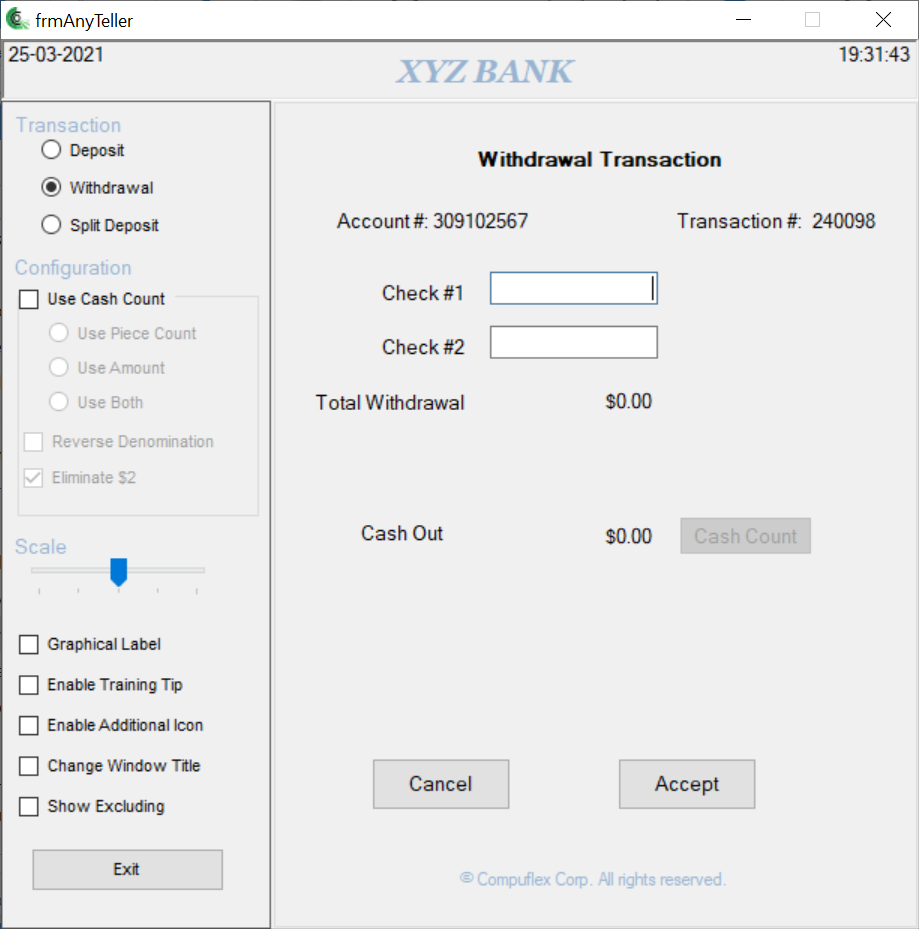 frmAnyTeller
25-03-2021
XYZ BANK
19:31:43
Transaction
Deposit
Withdrawal
Split Deposit
Configuration
Use Cash Count
Use Piece Count
Use Amount
Use Both
Reverse Denomination
Eliminate $2
Scale
Graphical Label
Enable Training Tip
Enable Additional Icon
Change Window Title
Show Excluding
Exit
Withdrawal Transaction
Account #: 309102567 Transaction #: 240098
Check #1
Check #2
Total Withdrawal $0.00
Cash Out $0.00 Cash Count
Cancel Accept
© Compuflex Corp. All rights reserved.